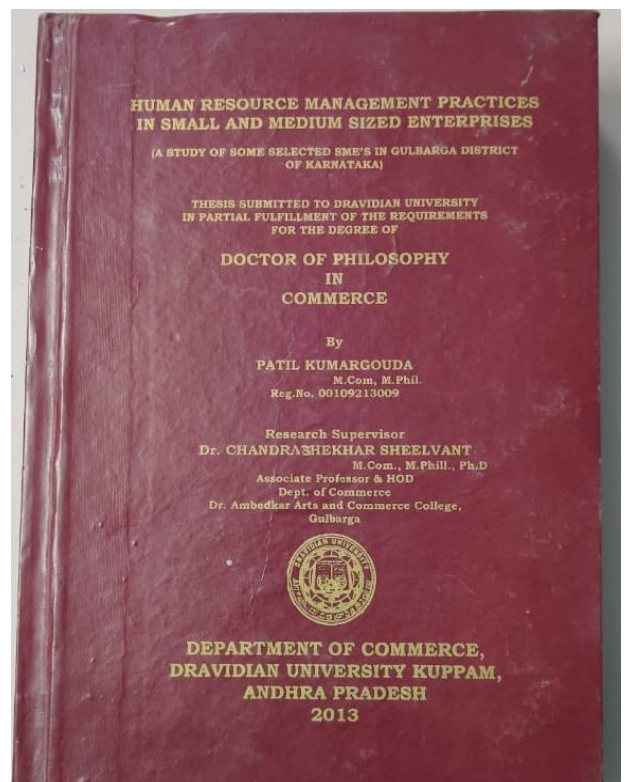 HUMAN RESOURCE MANAGEMENT PRACTICES
IN SMALL AND MEDIUM SIZED ENTERPRISES
(A STUDY OF SOME SELECTED SME'S IN GULBARGA DISTRICT
OF KARNATAKA)
THESIS SUBMITTED TO DRAVIDIAN UNIVERSITY
IN PARTIAL FULFILLMENT OF THE REQUIREMENTS
FOR THE DEGREE OF
DOCTOR OF PHILOSOPHY
IN
COMMERCE
By
PATIL KUMARGOUDA
M.Com, M.Phil.
Reg.No. 00109213009
Research Supervisor
Dr. CHANDRASHEKHAR SHEELVANT
M.Com., M.Phill., Ph.D
Associate Professor & HOD
Dept. of Commerce
Dr. Ambedkar Arts and Commerce College,
Gulbarga
DRAVIDIAN UNIVERSITY
DEPARTMENT OF COMMERCE,
DRAVIDIAN UNIVERSITY KUPPAM,
ANDHRA PRADESH
2013